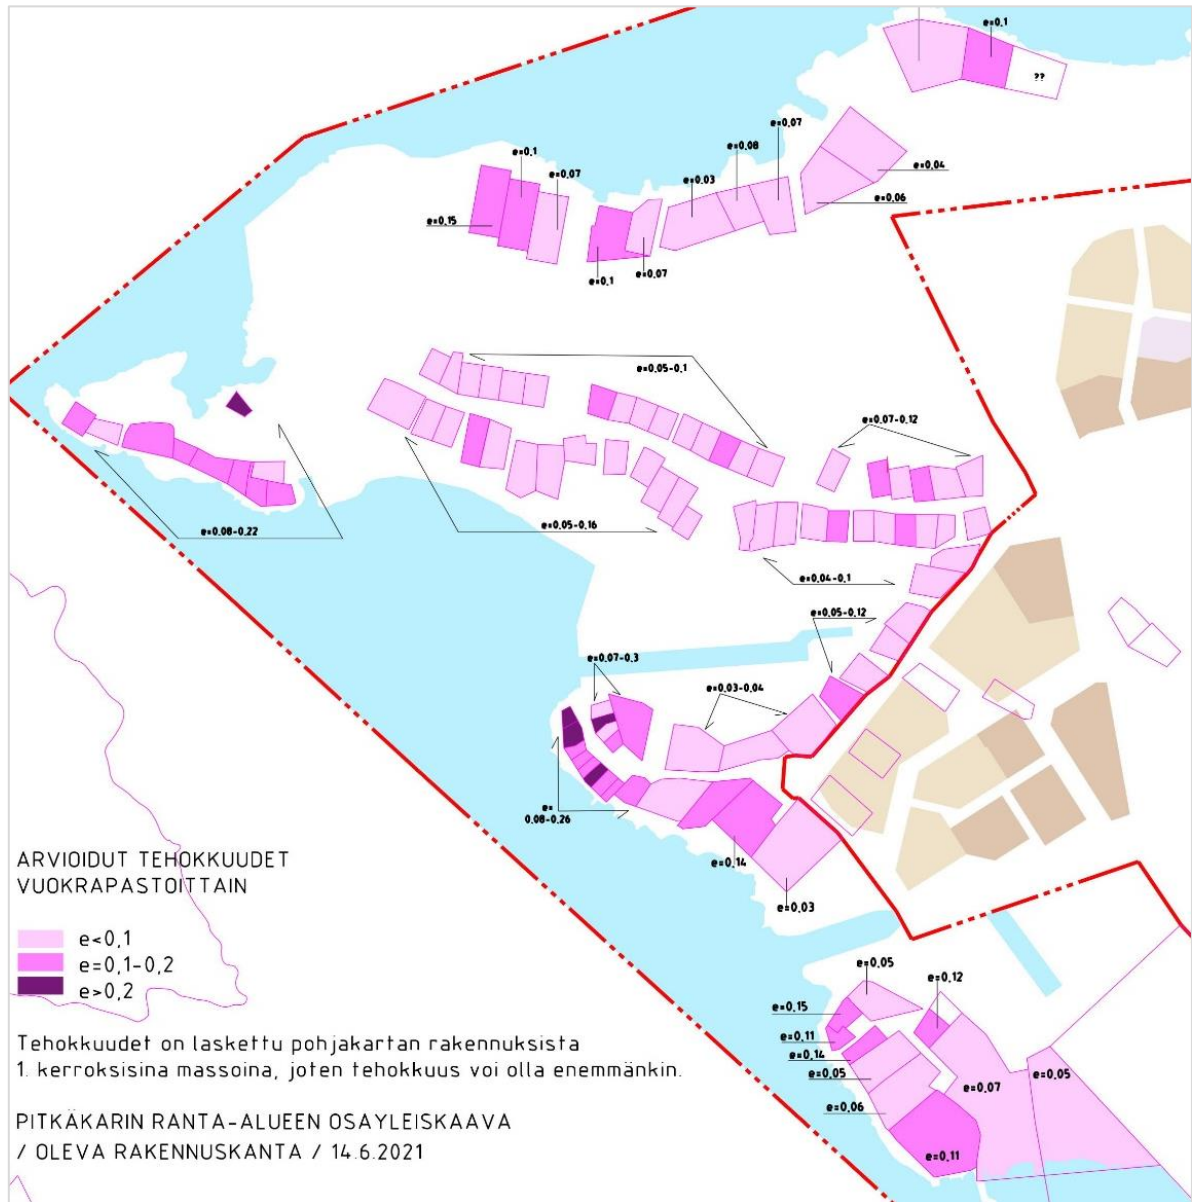 e=0,1
??
e=0,07
e=0,08
e=0,1
e=0,07
e=0,03
e=0,04
e=0,06
e=0,15
e=0,1
e=0,07
e=0,05-0,1
e=0,07-0,12
e=0,08-0,22
e=0,05-0,16
e=0,04-0,1
e=0,05-0,12
e=0,07-0,3
e=0,03-0,04
e=
0,08-0,26
e=0,14
e=0,03
ARVIOIDUT TEHOKKUUDET
VUOKRAPASTOITTAIN
e<0,1
e=0,1-0,2
e>0,2
e=0,05
e=0,12
e=0,15
e=0,11
e=0,14
e=0,05
e=0,07
e=0,05
e=0,06
e=0,11
Tehokkuudet on laskettu pohjakartan rakennuksista
1. kerroksisina massoina, joten tehokkuus voi olla enemmänkin.
PITKÄKARIN RANTA-ALUEEN OSAYLEISKAAVA
/ OLEVA RAKENNUSKANTA / 14.6.2021